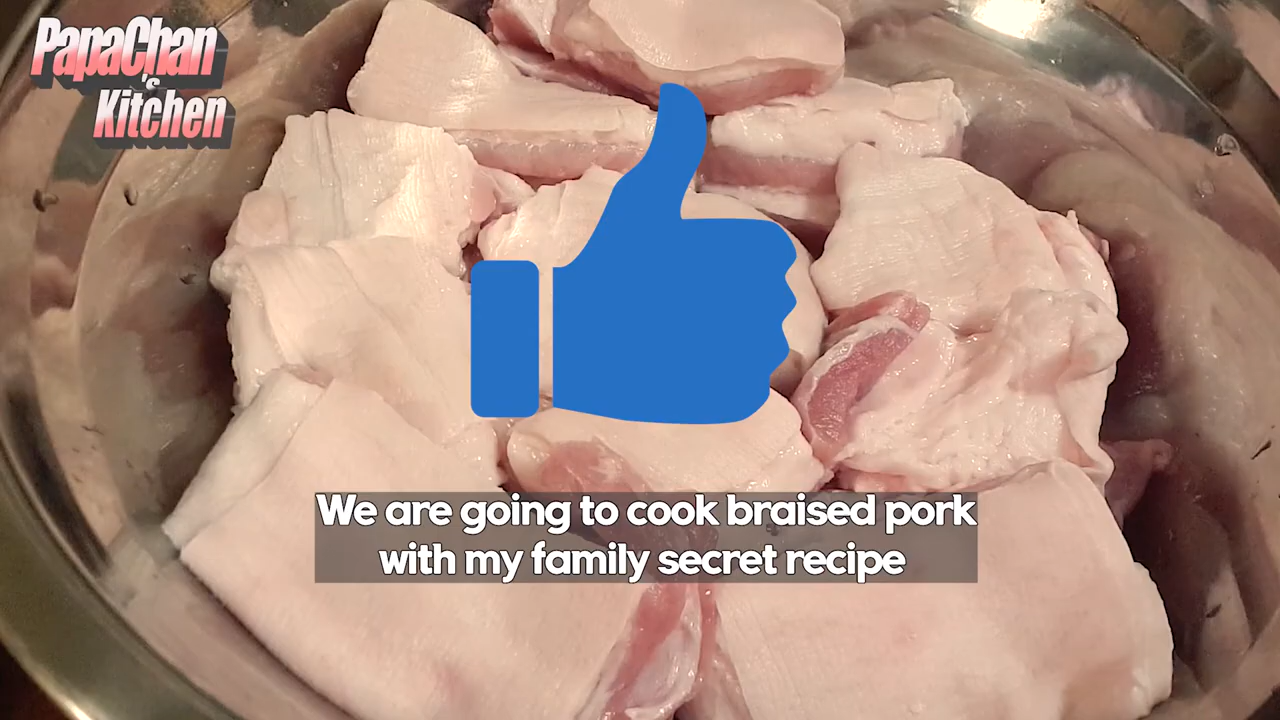 PapaChan
's
Kitchen
We are going to cook braised pork
with my family secret recipe